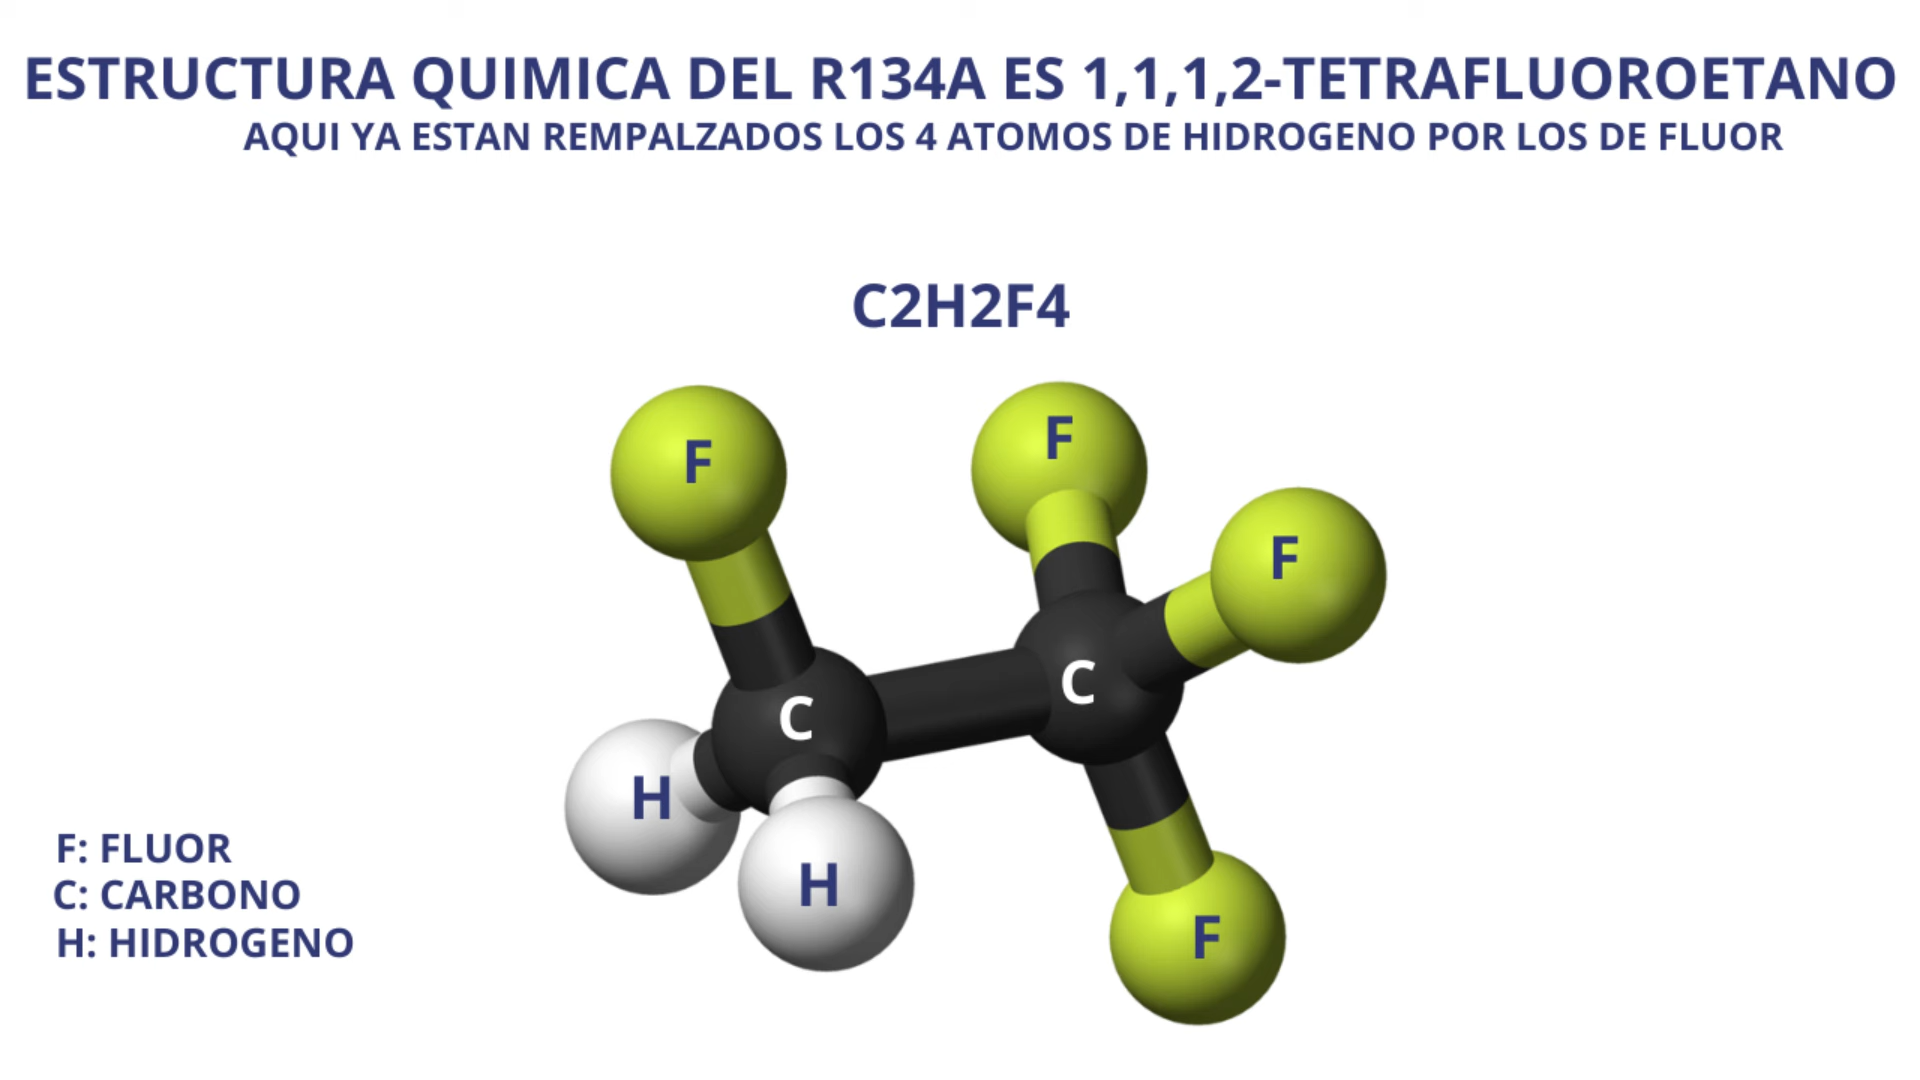 ESTRUCTURA QUIMICA DEL R134A ES 1,1,1,2-TETRAFLUOROETANO
AQUI YA ESTAN REMPALZADOS LOS 4 ATOMOS DE HIDROGENO POR LOS DE FLUOR
C2H2F4
F
F
F
C
C
H
H
F
F: FLUOR
C: CARBONO
H: HIDROGENO